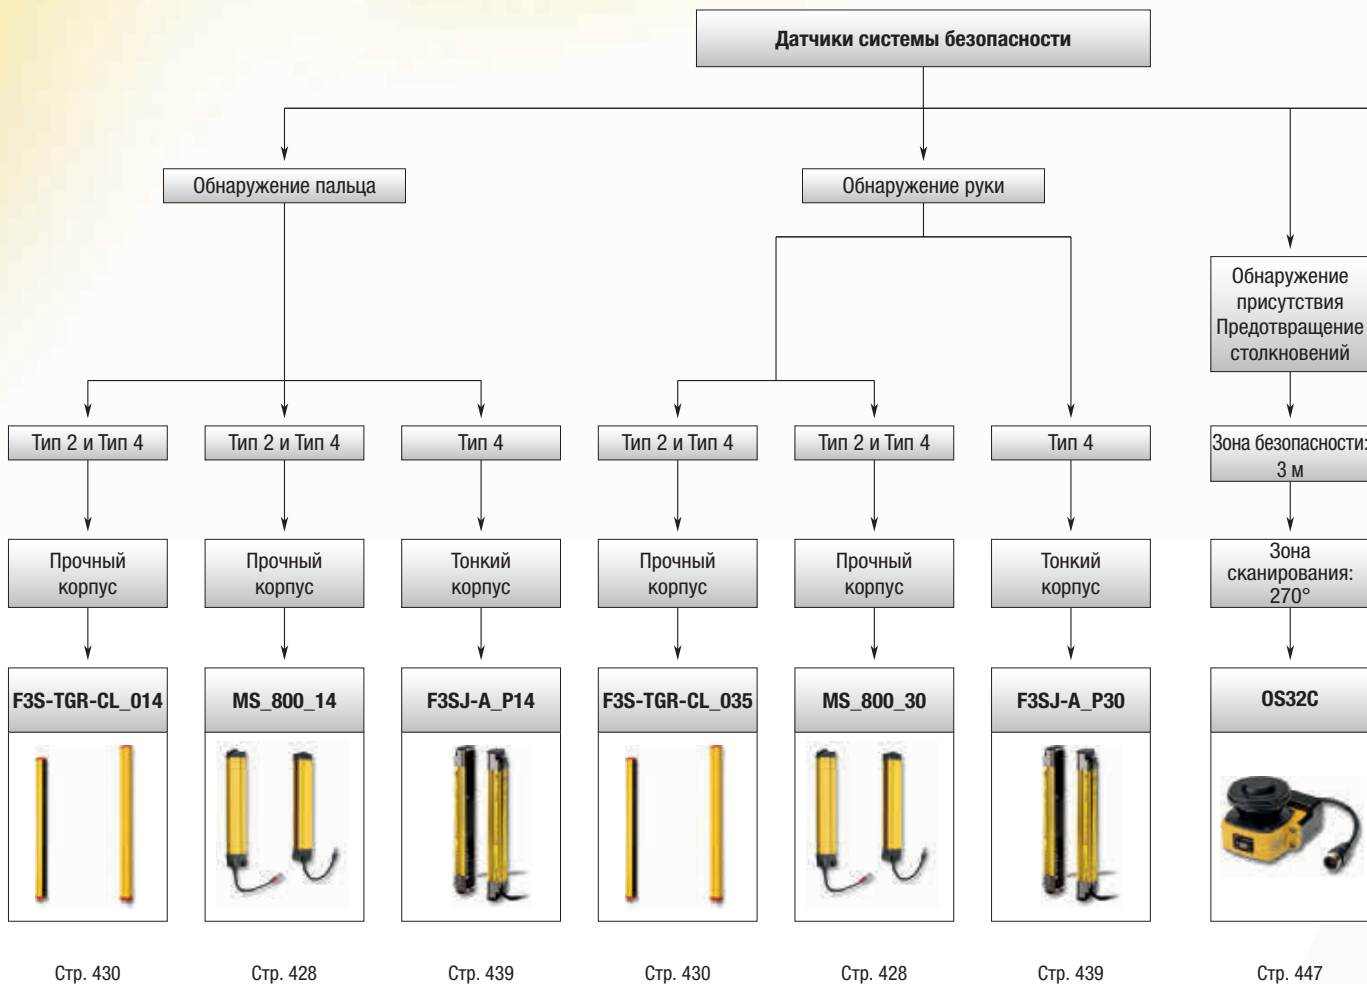 Датчики системы безопасности
Обнаружение пальца
Обнаружение руки
Обнаружение
присутствия
Предотвращение
столкновений
Тип 2 и Тип 4
Тип 2 и Тип 4
Тип 4
Тип 2 и Тип 4
Тип 2 и Тип 4
Тип 4
Зона безопасности:
3 м
Прочный
корпус
Прочный
корпус
Тонкий
корпус
Прочный
корпус
Прочный
корпус
Тонкий
корпус
Зона
сканирования:
270°
F3S-TGR-CL_014
MS_800_14
F3SJ-A_P14
F3S-TGR-CL_035
MS_800_30
F3SJ-A_P30
OS32C
Стр. 430
Стр. 428
Стр. 439
Стр. 430
Стр. 428
Стр. 439
Стр. 447